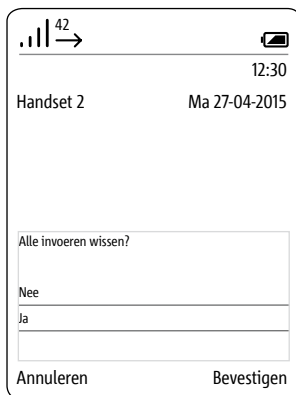 42
12:30
Handset 2 Ma 27-04-2015
Alle invoeren wissen?
Nee
Ja
Annuleren Bevestigen